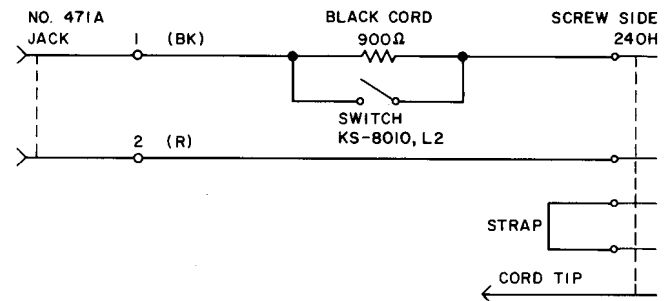 NO. 471A
JACK
1 (BK)
BLACK CORD
900Ω
SCREW SIDE
240H
SWITCH
KS-8010, L2
2 (R)
STRAP
CORD TIP